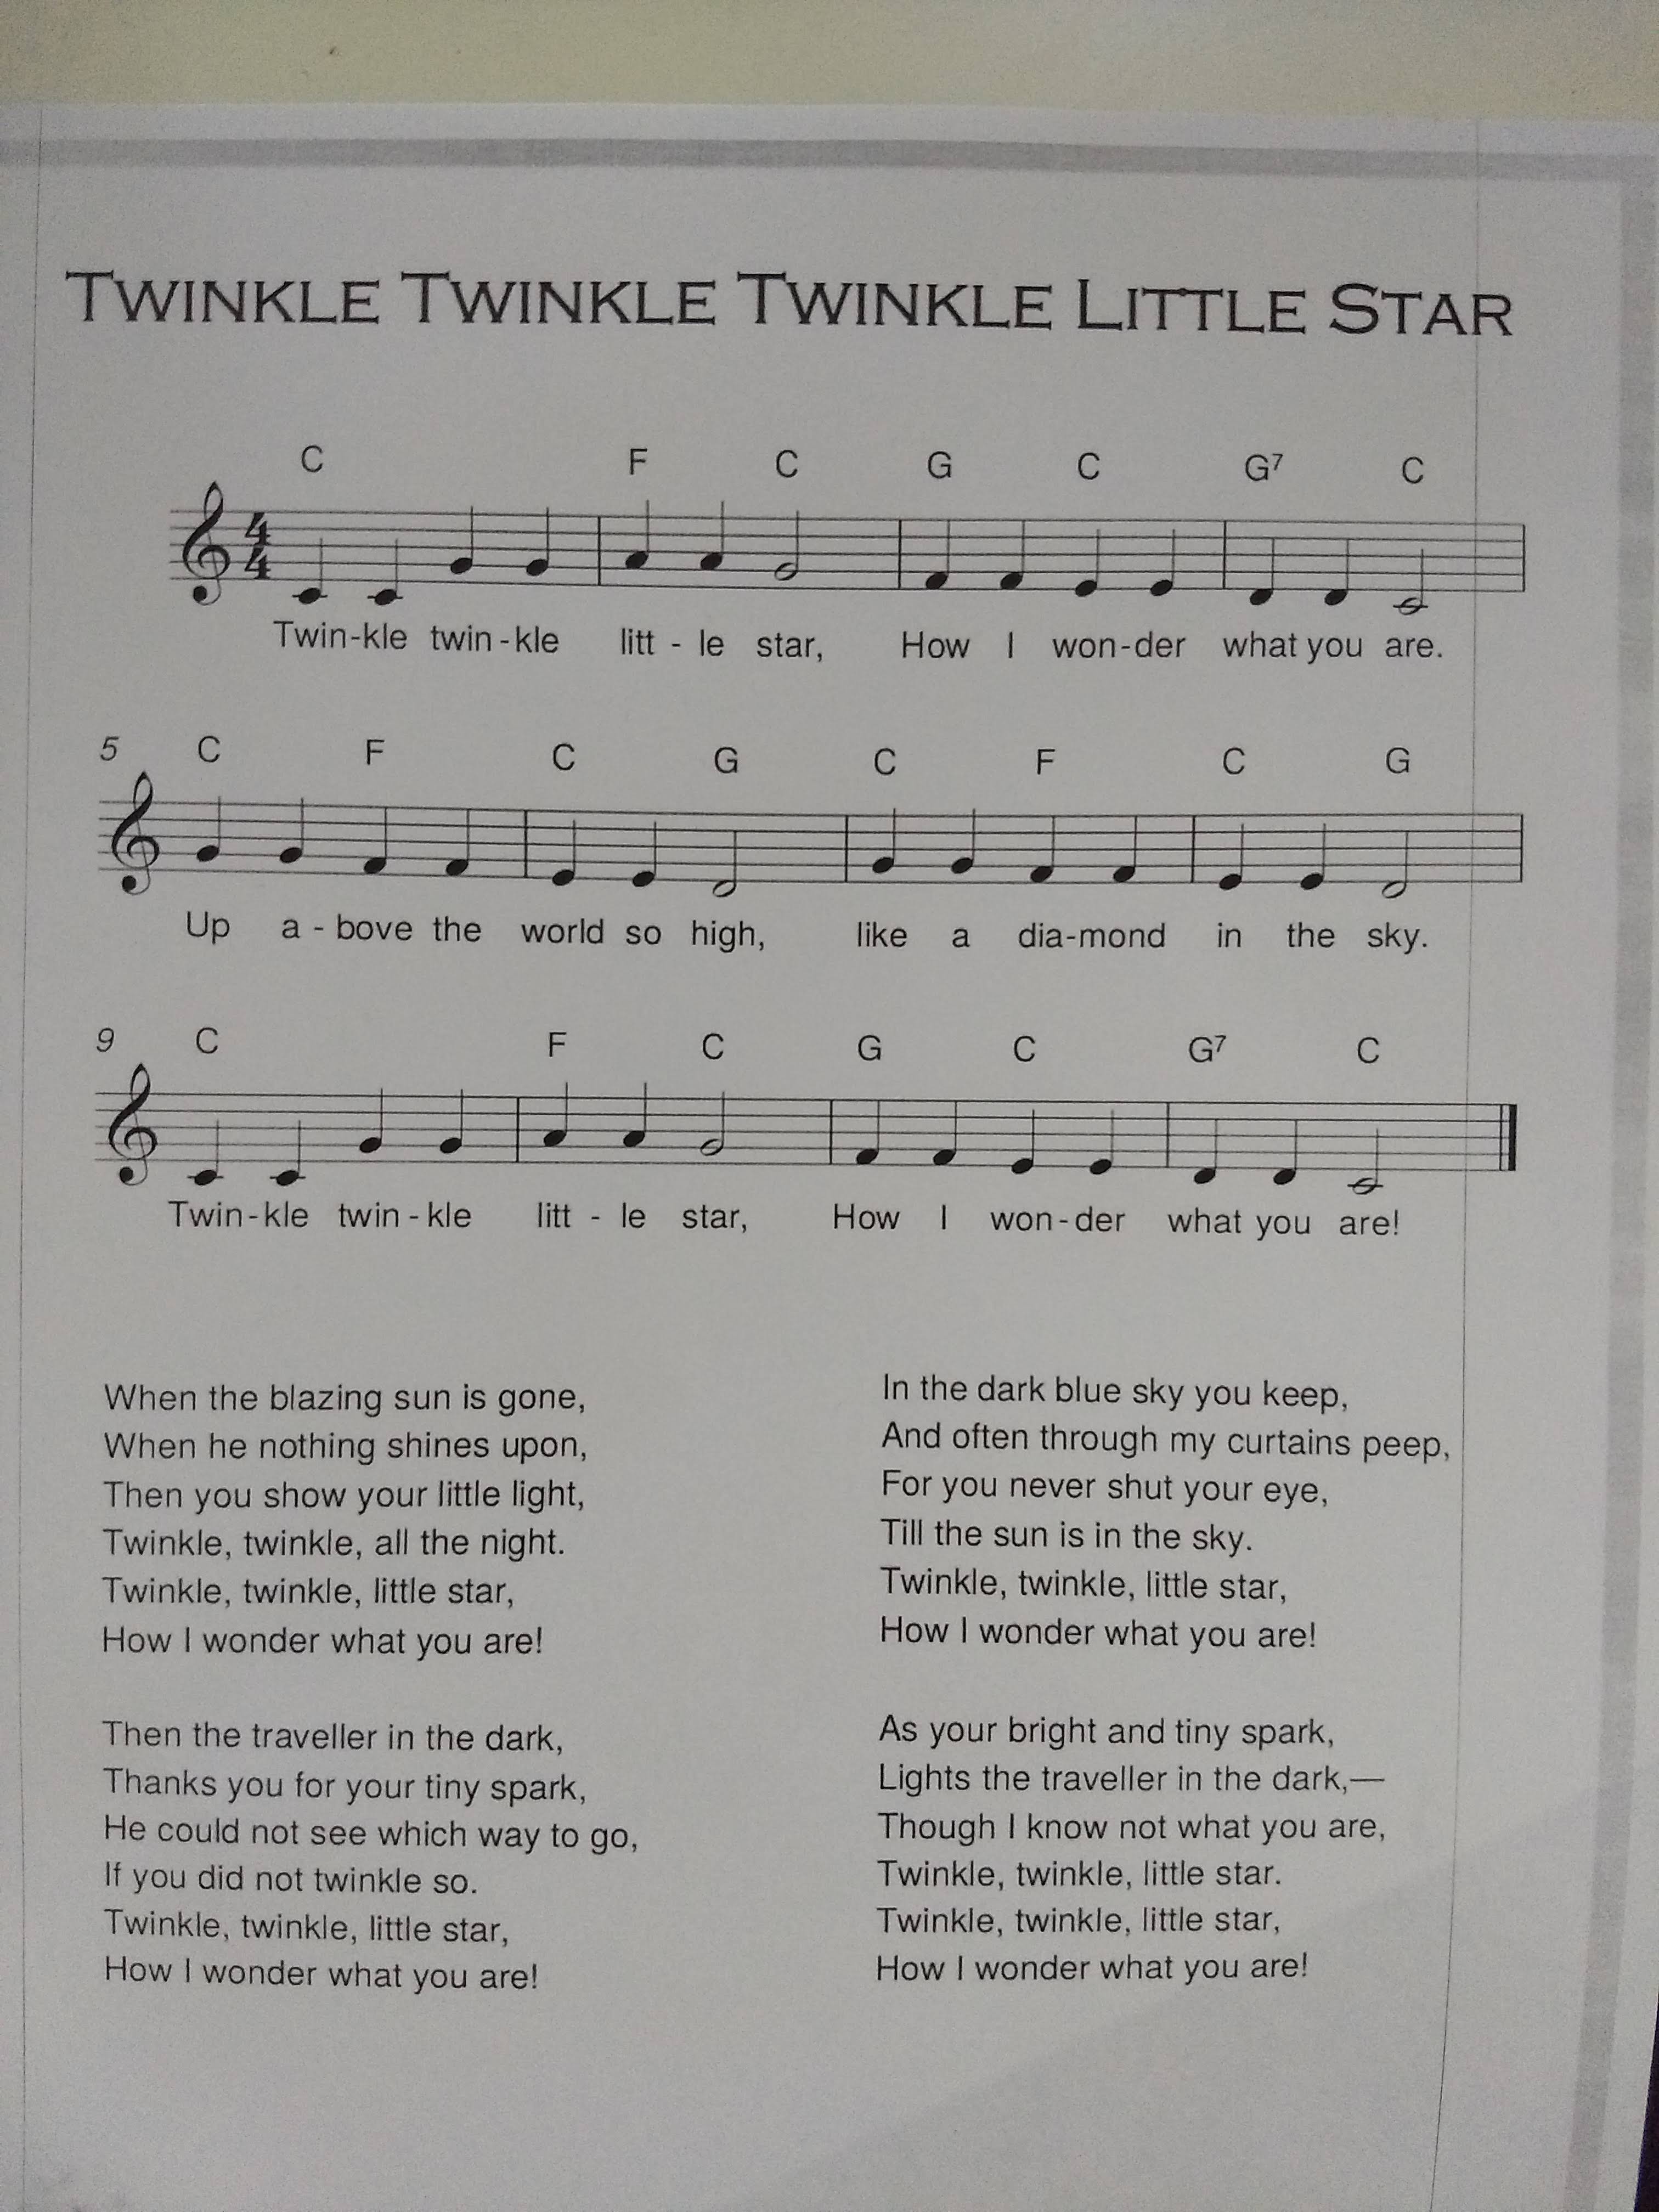 TWINKLE TWINKLE TWINKLE LITTLE STAR
C F C G C G7 C
4
4
Twin-kle twin-kle litt - le star, How I won-der what you are.
5 C F C G C F C G
Up a - bove the world so high, like a dia-mond in the sky.
9 C F C G C G7 C
Twin-kle twin-kle litt - le star, How I won-der what you are!
When the blazing sun is gone,
When he nothing shines upon,
Then you show your little light,
Twinkle, twinkle, all the night.
Twinkle, twinkle, little star,
How I wonder what you are!
Then the traveller in the dark,
Thanks you for your tiny spark,
He could not see which way to go,
If you did not twinkle so.
Twinkle, twinkle, little star,
How I wonder what you are!
In the dark blue sky you keep,
And often through my curtains peep,
For you never shut your eye,
Till the sun is in the sky.
Twinkle, twinkle, little star,
How I wonder what you are!
As your bright and tiny spark,
Lights the traveller in the dark,—
Though I know not what you are,
Twinkle, twinkle, little star.
Twinkle, twinkle, little star,
How I wonder what you are!